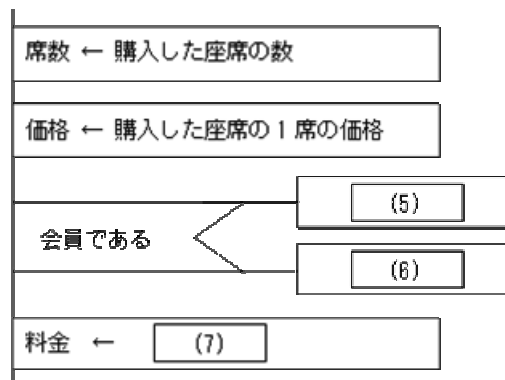 席数 ← 購入した座席の数
価格 ← 購入した座席の1席の価格
(5)
会員である
(6)
料金 ← (7)